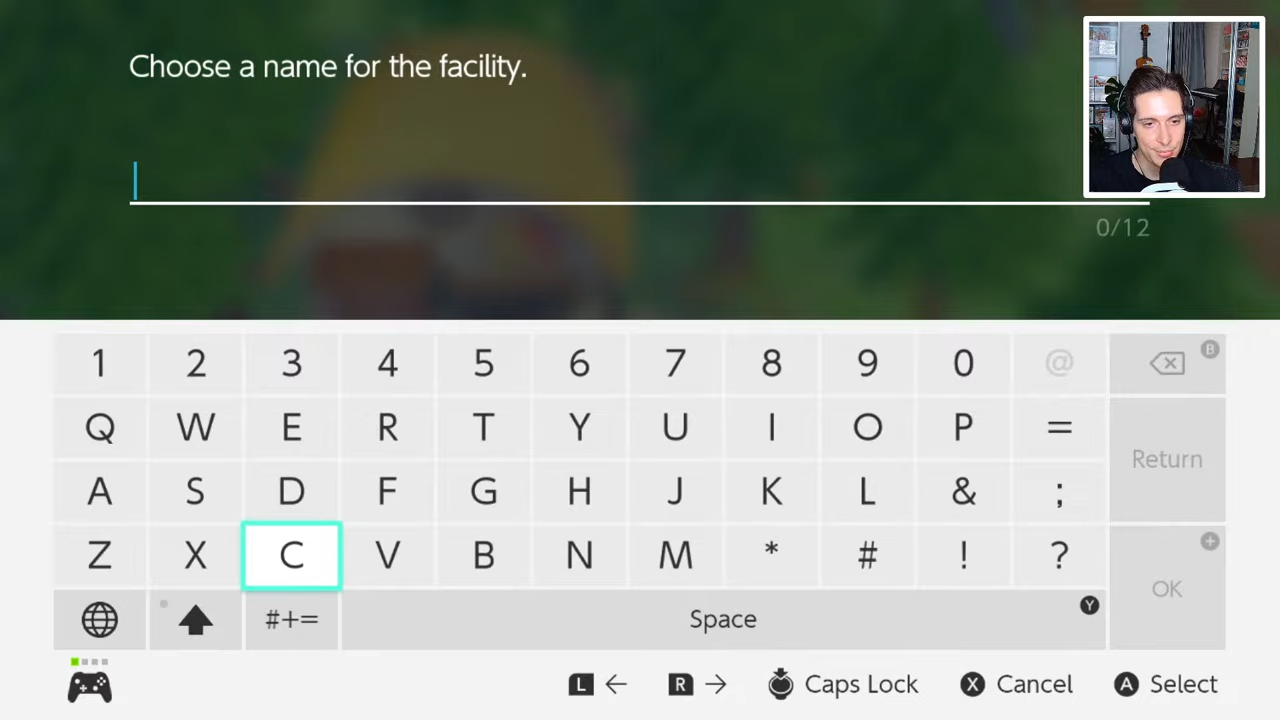 Choose a name for the facility.
0/12
1 2 3 4 5 6 7 8 9 0 @ B
Q W E R T Y U I O P =
A S D F G H J K L & ; Return
Z X C V B N M * # ! ? +
#+= Space Y OK
L ← R → Caps Lock X Cancel A Select